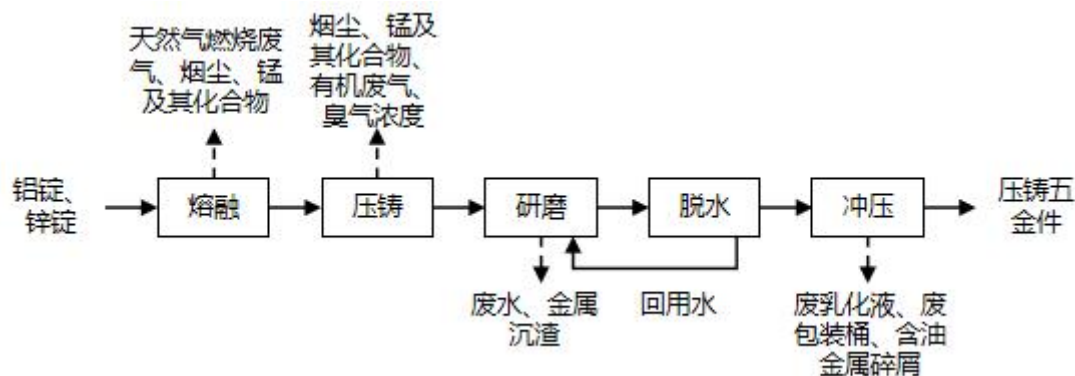 天然气燃烧废
气、烟尘、锰
及其化合物
烟尘、锰及
其化合物、
有机废气、
臭气浓度
铝锭、
锌锭
熔融
压铸
研磨
脱水
冲压
压铸五
金件
废水、金属
沉渣
回用水
废乳化液、废
包装桶、含油
金属碎屑